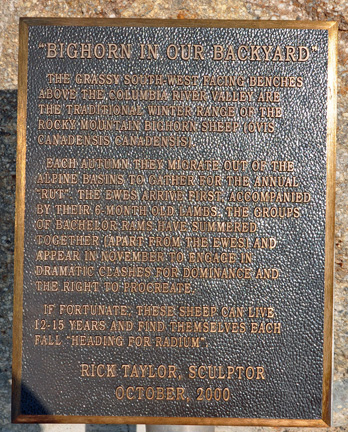 "BIGHORN IN OUR BACKYARD"
THE GRASSY SOUTH-WEST FACING BENCHES
ABOVE THE COLUMBIA RIVER VALLEY ARE
THE TRADITIONAL WINTER RANGE OF THE
ROCKY MOUNTAIN BIGHORN SHEEP (OVIS
CANADENSIS CANADENSIS).
EACH AUTUMN THEY MIGRATE OUT OF THE
ALPINE BASINS TO GATHER FOR THE ANNUAL
"RUT". THE EWES ARRIVE FIRST, ACCOMPANIED
BY THEIR 6 MONTH OLD LAMBS. THE GROUPS
OF BACHELOR RAMS HAVE SUMMERED
TOGETHER (APART FROM THE EWES) AND
APPEAR IN NOVEMBER TO ENGAGE IN
DRAMATIC CLASHES FOR DOMINANCE AND
THE RIGHT TO PROCREATE.
IF FORTUNATE, THESE SHEEP CAN LIVE
12-15 YEARS AND FIND THEMSELVES EACH
FALL "HEADING FOR RADIUM".
RICK TAYLOR, SCULPTOR
OCTOBER, 2000